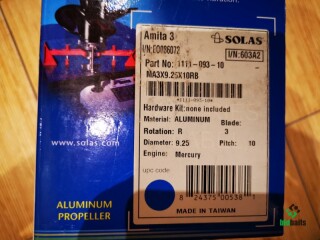 Amita 3
SOLAS
I/N:603A2
Part No: 1111-093-10
MA3X9.25X10RB
Hardware Kit:none included
Material: ALUMINUM Blade:
Rotation: R 3
Diameter: 9.25 Pitch: 10
Engine: Mercury
www.solas.com
upc code:
8 24375 00538 1
ALUMINUM
PROPELLER
MADE IN TAIWAN